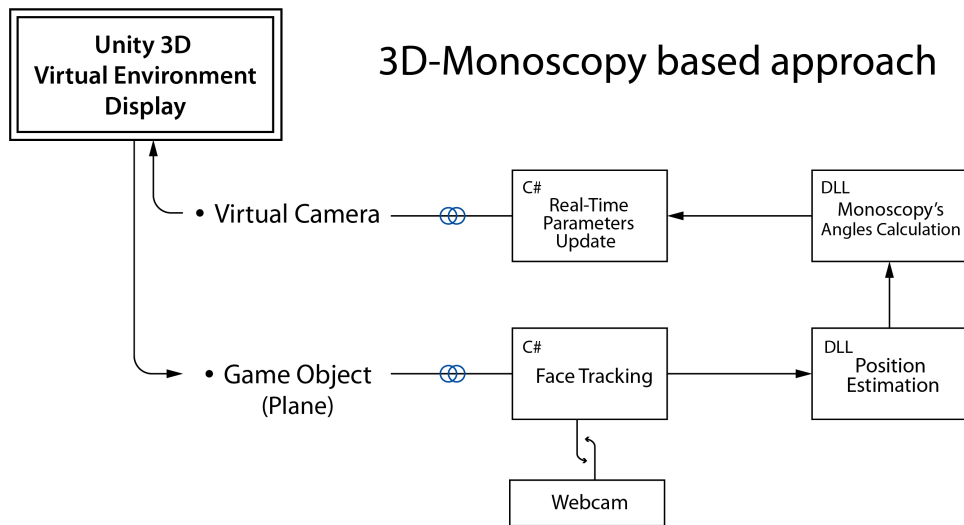 Unity 3D
Virtual Environment
Display
3D-Monoscopy based approach
• Virtual Camera
C#
Real-Time
Parameters
Update
DLL
Monoscopy's
Angles Calculation
• Game Object
(Plane)
C#
Face Tracking
DLL
Position
Estimation
Webcam